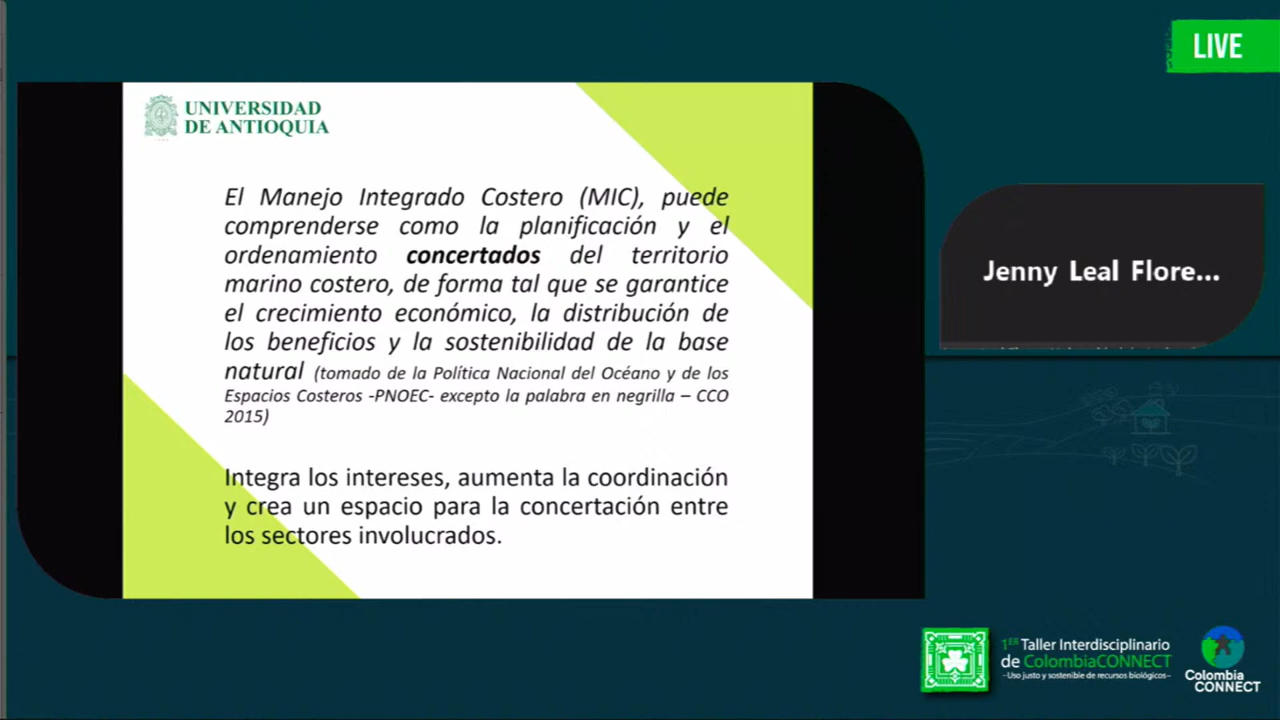 LIVE
UNIVERSIDAD
DE ANTIOQUIA
El Manejo Integrado Costero (MIC), puede
comprenderse como la planificación y el
ordenamiento concertados del territorio
marino costero, de forma tal que se garantice
el crecimiento económico, la distribución de
los beneficios y la sostenibilidad de la base
natural (tomado de la Política Nacional del Océano y de los
Espacios Costeros -PNOEC- excepto la palabra en negrilla – CCO
2015)
Integra los intereses, aumenta la coordinación
y crea un espacio para la concertación entre
los sectores involucrados.
Jenny Leal Flore...
1ER Taller Interdisciplinario
de ColombiaCONNECT
-Uso justo y sostenible de recursos biológicos-
Colombia
CONNECT